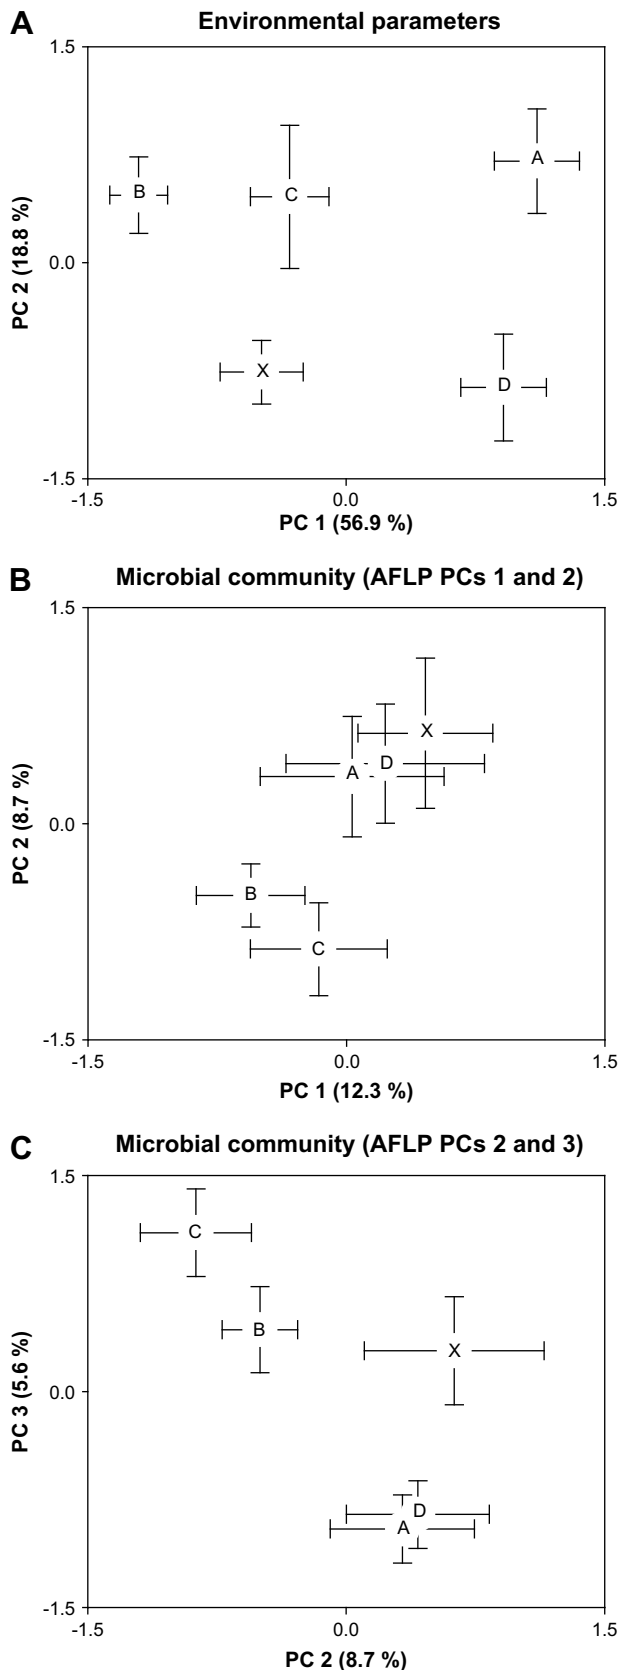 A Environmental parameters
1.5
A
B
C
PC 2 (18.8 %)
0.0
X
D
-1.5
-1.5 0.0 1.5
PC 1 (56.9 %)
B Microbial community (AFLP PCs 1 and 2)
1.5
X
D
A
PC 2 (8.7 %)
0.0
B
C
-1.5
-1.5 0.0 1.5
PC 1 (12.3 %)
C Microbial community (AFLP PCs 2 and 3)
1.5
C
B
X
PC 3 (5.6 %)
0.0
D
A
-1.5
-1.5 0.0 1.5
PC 2 (8.7 %)